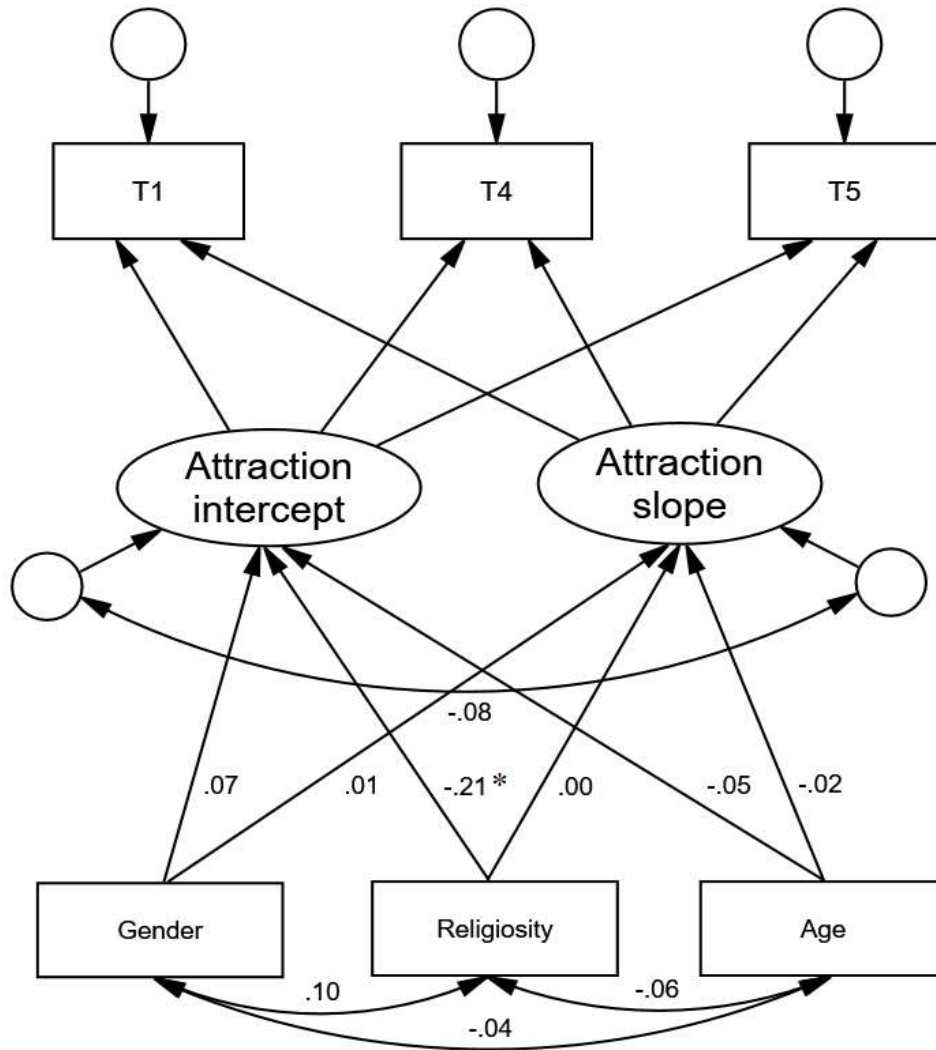 T1
T4
T5
Attraction
intercept
Attraction
slope
-.08
.07
.01
-.21*
.00
-.05
-.02
Gender
Religiosity
Age
.10
-.06
-.04